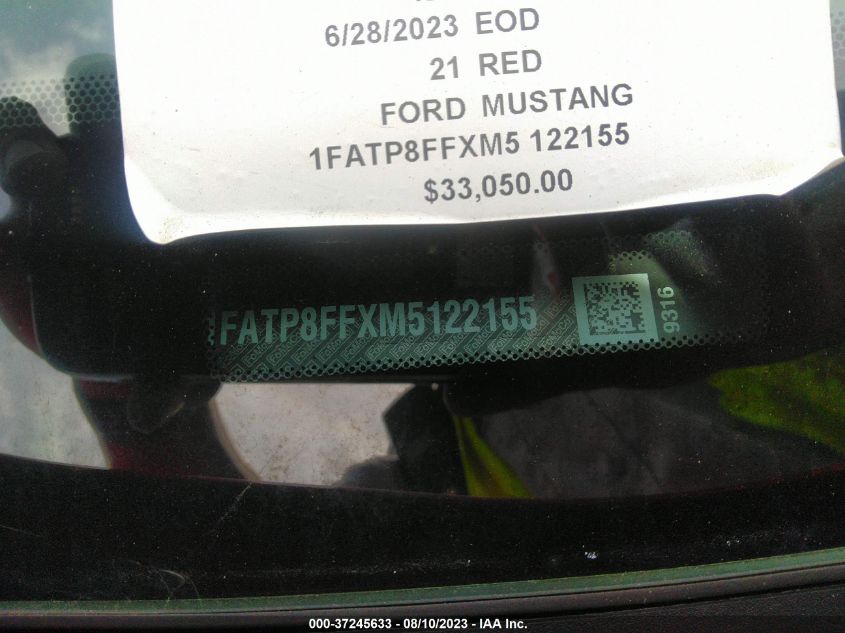 6/28/2023 EOD
21 RED
FORD MUSTANG
1FATP8FFXM5 122155
$33,050.00
1FATP8FFXM5122155
9316
000-37245633 - 08/10/2023 - IAA Inc.